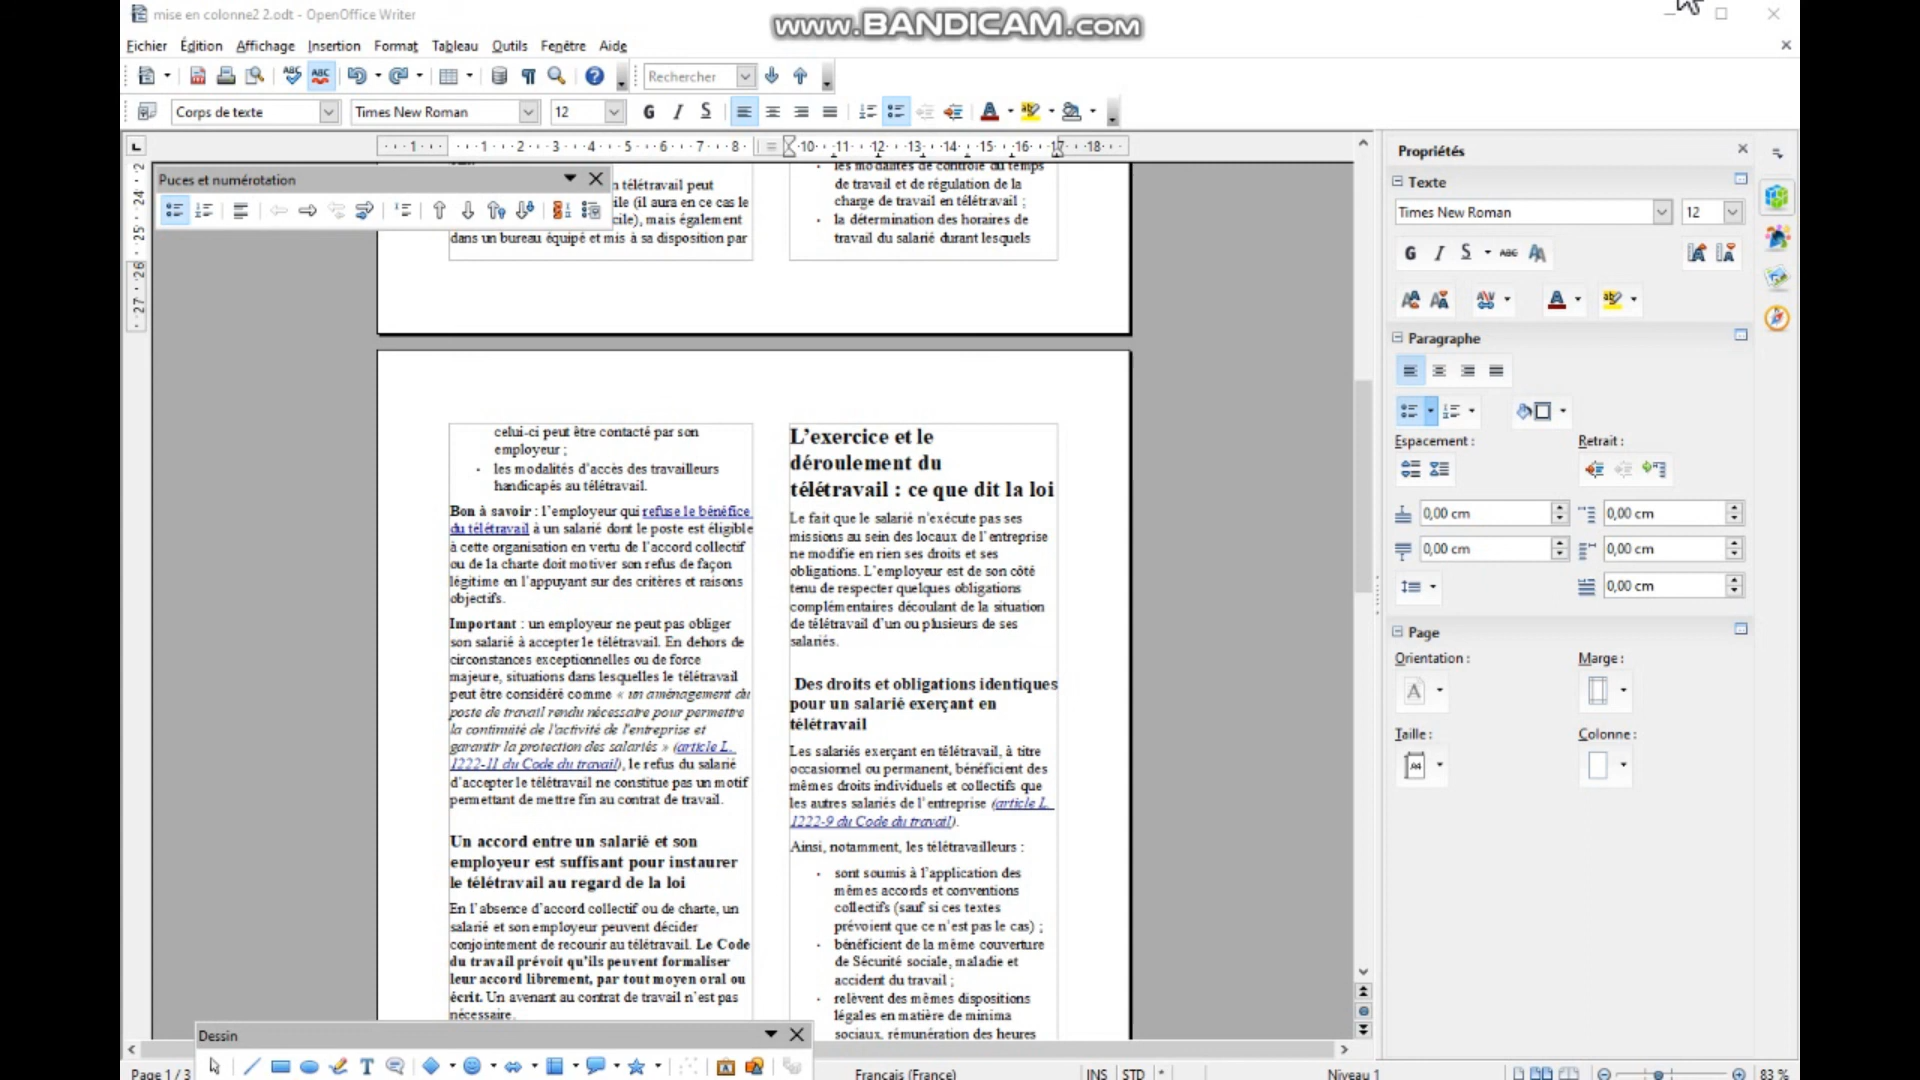 mise en colonne2 2.odt - OpenOffice Writer
www.BANDICAM.com
Fichier Édition Affichage Insertion Format Tableau Outils Fenêtre Aide
Rechercher
Corps de texte Times New Roman 12 G I S
Puces et numérotation
télétravail peut
ile (il aura en ce cas le
cile), mais également
dans un bureau équipé et mis à sa disposition par
les modalités de contrôle du temps
de travail et de régulation de la
charge de travail en télétravail ;
la détermination des horaires de
travail du salarié durant lesquels
celui-ci peut être contacté par son
employeur ;
les modalités d’accès des travailleurs
handicapés au télétravail.
Bon à savoir : l’employeur qui refuse le bénéfice
du télétravail à un salarié dont le poste est éligible
à cette organisation en vertu de l’accord collectif
ou de la charte doit motiver son refus de façon
légitime en l’appuyant sur des critères et raisons
objectifs.
Important : un employeur ne peut pas obliger
son salarié à accepter le télétravail. En dehors de
circonstances exceptionnelles ou de force
majeure, situations dans lesquelles le télétravail
peut être considéré comme « un aménagement du
poste de travail rendu nécessaire pour permettre
la continuité de l'activité de l'entreprise et
garantir la protection des salariés » (article L.
1222-11 du Code du travail), le refus du salarié
d’accepter le télétravail ne constitue pas un motif
permettant de mettre fin au contrat de travail.
Un accord entre un salarié et son
employeur est suffisant pour instaurer
le télétravail au regard de la loi
En l’absence d’accord collectif ou de charte, un
salarié et son employeur peuvent décider
conjointement de recourir au télétravail. Le Code
du travail prévoit qu’ils peuvent formaliser
leur accord librement, par tout moyen oral ou
écrit. Un avenant au contrat de travail n’est pas
nécessaire.
L’exercice et le
déroulement du
télétravail : ce que dit la loi
Le fait que le salarié n’exécute pas ses
missions au sein des locaux de l’entreprise
ne modifie en rien ses droits et ses
obligations. L’employeur est de son côté
tenu de respecter quelques obligations
complémentaires découlant de la situation
de télétravail d’un ou plusieurs de ses
salariés.
Des droits et obligations identiques
pour un salarié exerçant en
télétravail
Les salariés exerçant en télétravail, à titre
occasionnel ou permanent, bénéficient des
mêmes droits individuels et collectifs que
les autres salariés de l’entreprise (article L.
1222-9 du Code du travail).
Ainsi, notamment, les télétravailleurs :
sont soumis à l’application des
mêmes accords et conventions
collectifs (sauf si ces textes
prévoient que ce n’est pas le cas) ;
bénéficient de la même couverture
de Sécurité sociale, maladie et
accident du travail ;
relèvent des mêmes dispositions
légales en matière de minima
sociaux, rémunération des heures
Propriétés
Texte
Times New Roman 12
G I S
Paragraphe
Espacement : Retrait :
0,00 cm 0,00 cm
0,00 cm 0,00 cm
0,00 cm
Page
Orientation : Marge :
Taille : Colonne :
Dessin
Page 1 / 3 Français (France) INS STD * Niveau 1 83 %